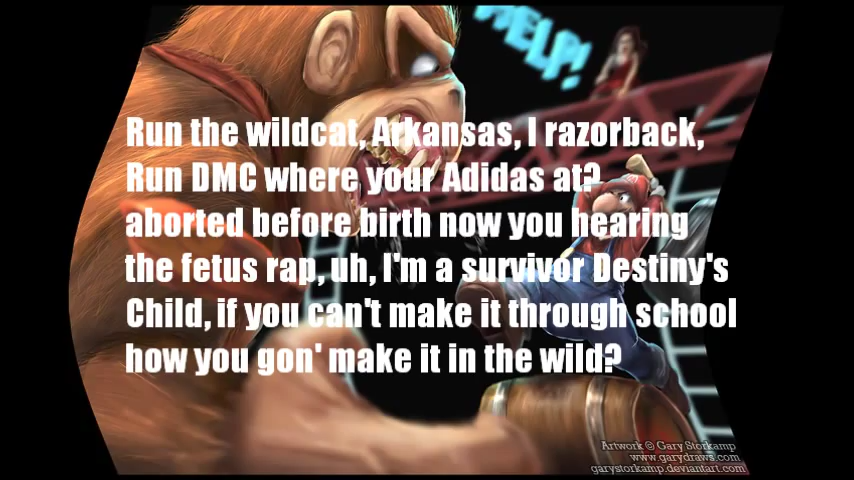 HELP!
Run the wildcat, Arkansas, I razorback,
Run DMC where your Adidas at?
aborted before birth now you hearing
the fetus rap, uh, I'm a survivor Destiny's
Child, if you can't make it through school
how you gon' make it in the wild?
Artwork © Gary Storkamp
www.garydraws.com
garystorkamp.deviantart.com